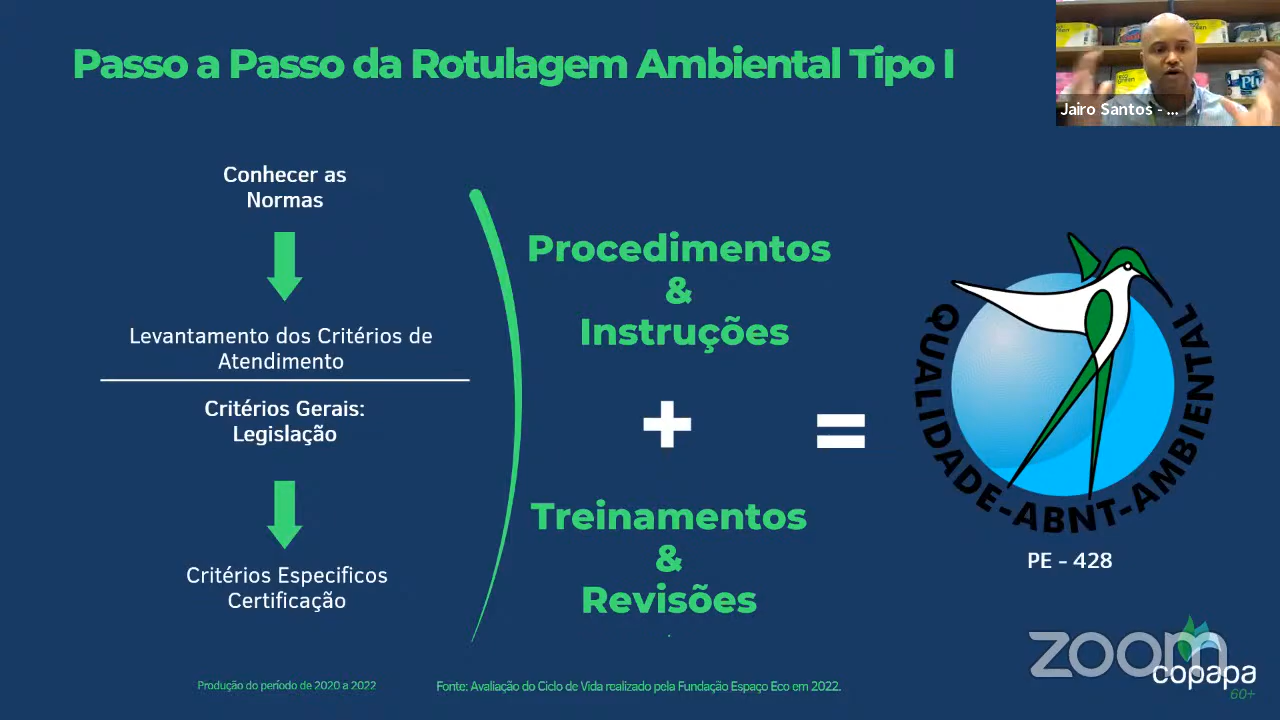 Passo a Passo da Rotulagem Ambiental Tipo I
Jairo Santos - ...
Conhecer as
Normas
Levantamento dos Critérios de
Atendimento
Critérios Gerais:
Legislação
Critérios Especificos
Certificação
Procedimentos
&
Instruções
+
Treinamentos
&
Revisões
=
QUALIDADE-ABNT-AMBIENTAL
PE - 428
zoom
copapa
60+
Produção do período de 2020 a 2022
Fonte: Avaliação do Ciclo de Vida realizado pela Fundação Espaço Eco em 2022.